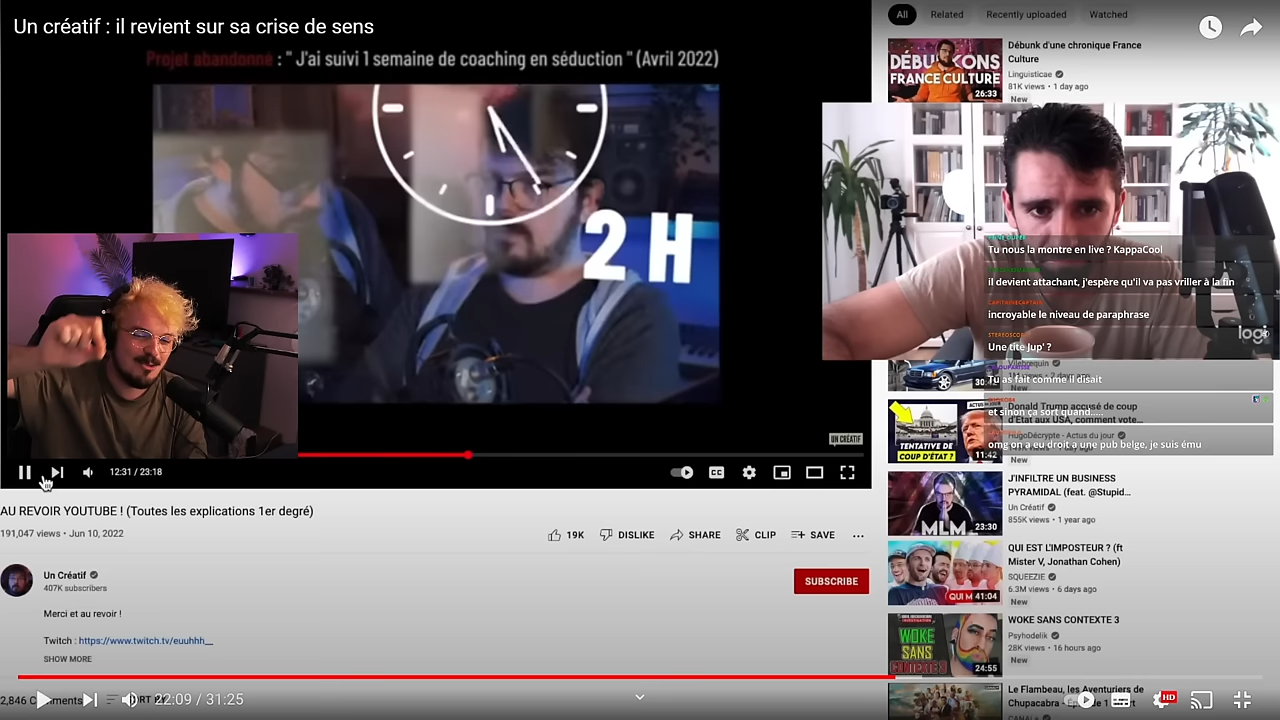 Un créatif : il revient sur sa crise de sens
Projet abandonné : " J'ai suivi 1 semaine de coaching en séduction " (Avril 2022)
2 H
UN CRÉATIF
12:31 / 23:18
CC
AU REVOIR YOUTUBE ! (Toutes les explications 1er degré)
191,047 views • Jun 10, 2022
19K
DISLIKE
SHARE
CLIP
SAVE
Un Créatif
407K subscribers
SUBSCRIBE
Merci et au revoir !
Twitch : https://www.twitch.tv/euuhhh__
SHOW MORE
22:09 / 31:25
HD
All
Related
Recently uploaded
Watched
DÉBUNKONS
FRANCE CULTURE
26:33
Débunk d'une chronique France
Culture
Linguisticae
81K views • 1 day ago
New
Tu nous la montre en live ? KappaCool
il devient attachant, j'espère qu'il va pas vriller à la fin
CAPITAINECAPTAIN
incroyable le niveau de paraphrase
logi
STEREOSCOP
Une tite Jup' ?
Vilebrequin
Tu as fait comme il disait
New
et sinon ça sort quand.....
omg on a eu droit a une pub belge, je suis ému
TENTATIVE DE
COUP D'ÉTAT ?
11:42
Donald Trump accusé de coup
d'État aux USA, comment vote...
HugoDécrypte - Actus du jour
New
MLM
23:30
J'INFILTRE UN BUSINESS
PYRAMIDAL (feat. @Stupid...
Un Créatif
855K views • 1 year ago
QUI
41:04
QUI EST L'IMPOSTEUR ? (ft
Mister V, Jonathan Cohen)
SQUEEZIE
6.3M views • 6 days ago
New
WOKE
SANS
CONTEXTE 3
24:55
WOKE SANS CONTEXTE 3
Psyhodelik
28K views • 16 hours ago
New
Le Flambeau, les Aventuriers de